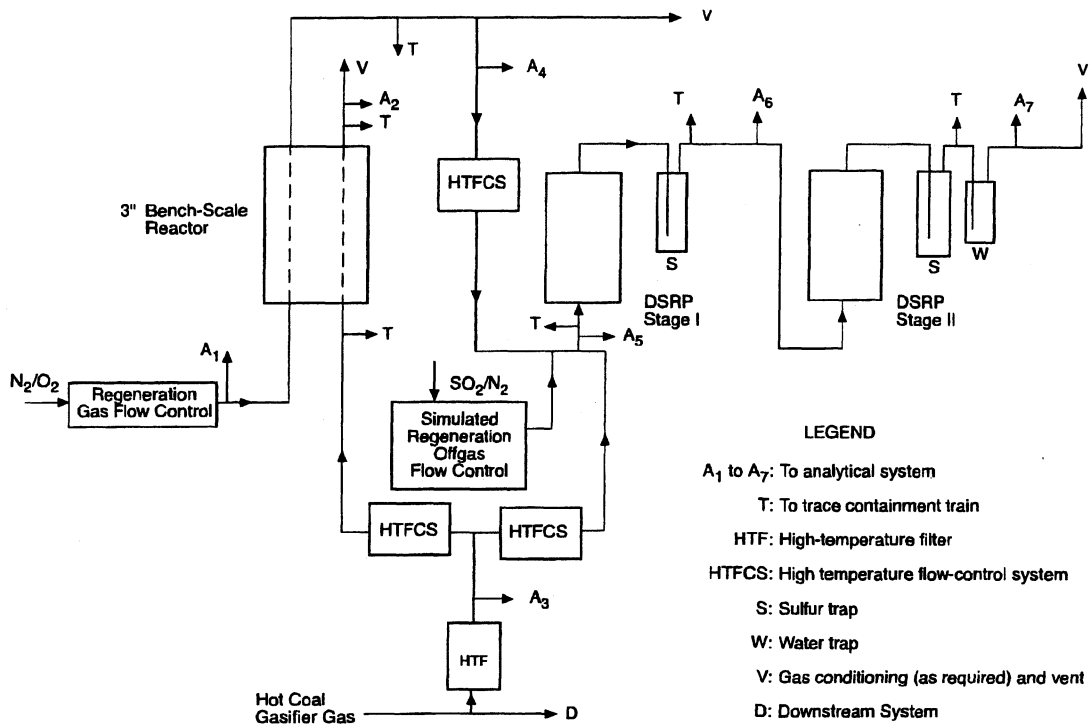 V
T
V
A4
A2
T
HTFCS
3" Bench-Scale
Reactor
T
A6
T
A7
V
S
S
W
DSRP
Stage I
DSRP
Stage II
T
T
A5
A1
N2/O2
Regeneration
Gas Flow Control
SO2/N2
Simulated
Regeneration
Offgas
Flow Control
HTFCS
HTFCS
A3
HTF
Hot Coal
Gasifier Gas
D
LEGEND
A1 to A7: To analytical system
T: To trace containment train
HTF: High-temperature filter
HTFCS: High temperature flow-control system
S: Sulfur trap
W: Water trap
V: Gas conditioning (as required) and vent
D: Downstream System